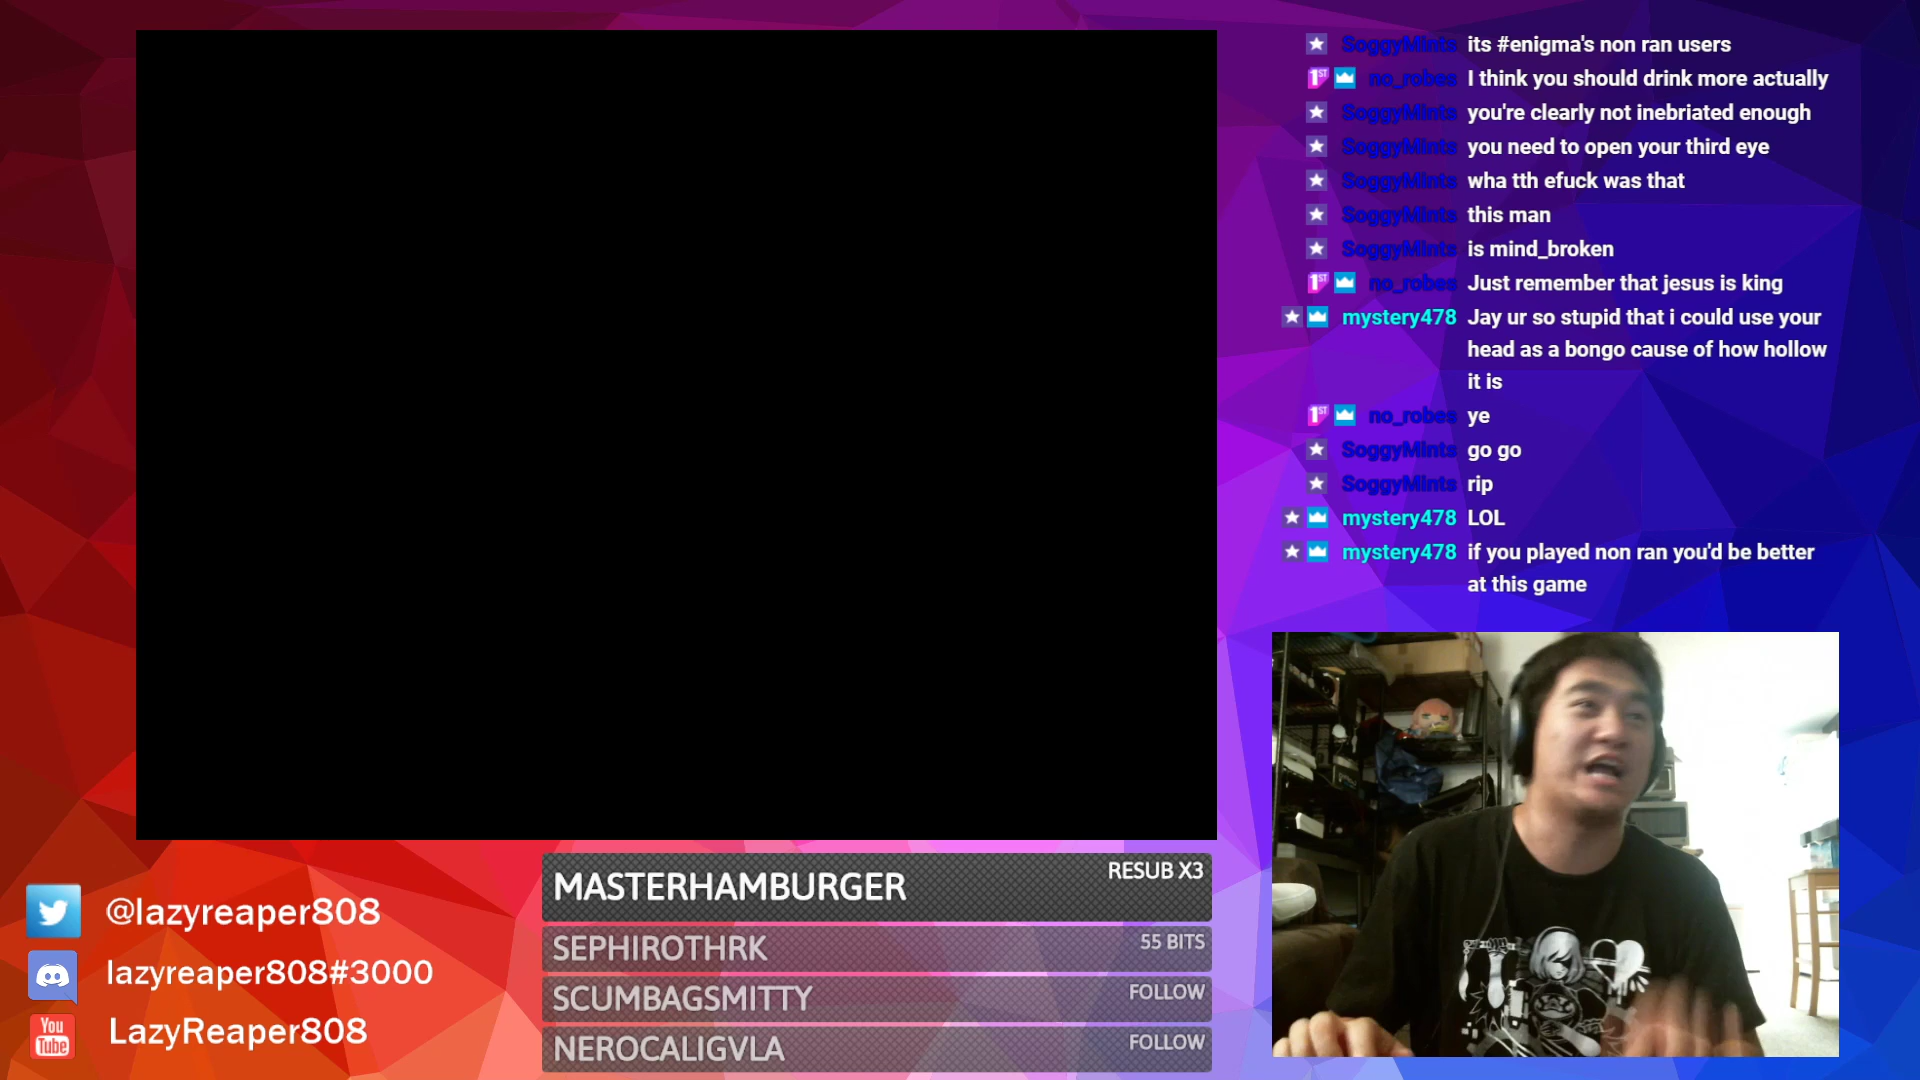 SoggyMints its #enigma's non ran users
1ST no_robes I think you should drink more actually
SoggyMints you're clearly not inebriated enough
SoggyMints you need to open your third eye
SoggyMints wha tth efuck was that
SoggyMints this man
SoggyMints is mind_broken
1ST no_robes Just remember that jesus is king
mystery478 Jay ur so stupid that i could use your
head as a bongo cause of how hollow
it is
1ST no_robes ye
SoggyMints go go
SoggyMints rip
mystery478 LOL
mystery478 if you played non ran you'd be better
at this game
MASTERHAMBURGER RESUB X3
SEPHIROTHRK 55 BITS
SCUMBAGSMITTY FOLLOW
NEROCALIGVLA FOLLOW
@lazyreaper808
lazyreaper808#3000
You
Tube
LazyReaper808